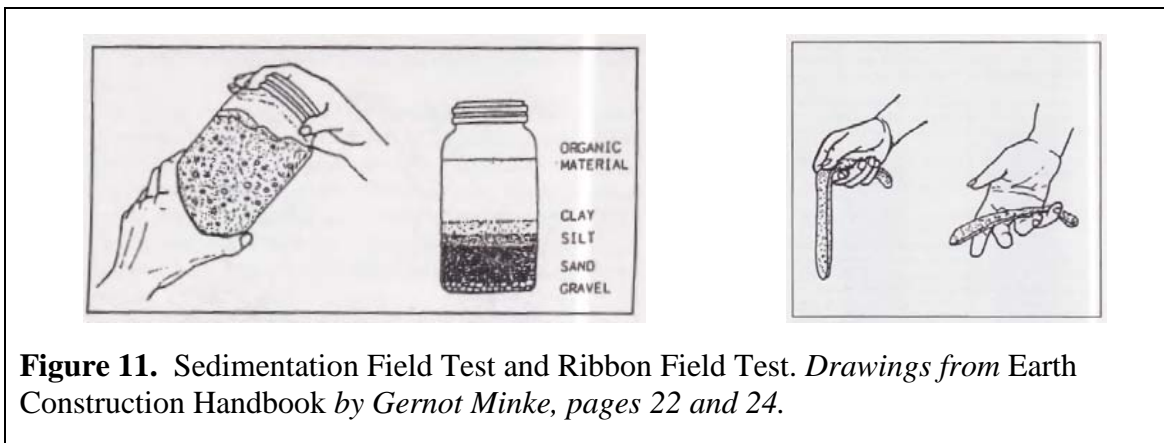 ORGANIC
MATERIAL
CLAY
SILT
SAND
GRAVEL
Figure 11. Sedimentation Field Test and Ribbon Field Test. Drawings from Earth
Construction Handbook by Gernot Minke, pages 22 and 24.